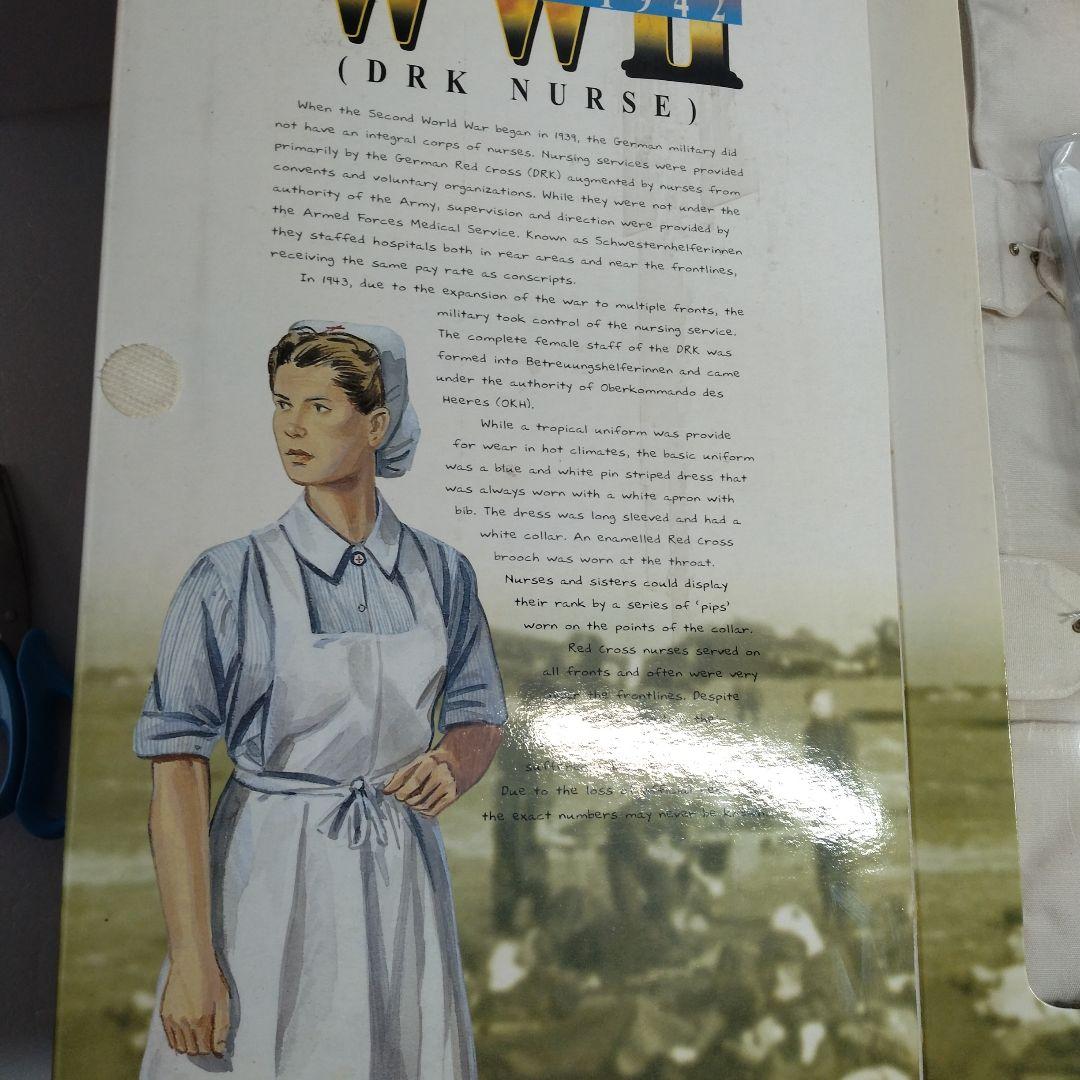 1942
WWII
(DRK NURSE)
When the Second World War began in 1939, the German military did
not have an integral corps of nurses. Nursing services were provided
primarily by the German Red Cross (DRK) augmented by nurses from
convents and voluntary organizations. While they were not under the
authority of the Army, supervision and direction were provided by
the Armed Forces Medical Service. Known as Schwesternhelferinnen
they staffed hospitals both in rear areas and near the frontlines,
receiving the same pay rate as conscripts.
In 1943, due to the expansion of the war to multiple fronts, the
military took control of the nursing service.
The complete female staff of the DRK was
formed into Betreuungshelferinnen and came
under the authority of Oberkommando des
Heeres (OKH).
While a tropical uniform was provide
for wear in hot climates, the basic uniform
was a blue and white pin striped dress that
was always worn with a white apron with
bib. The dress was long sleeved and had a
white collar. An enamelled Red Cross
brooch was worn at the throat.
Nurses and sisters could display
their rank by a series of 'pips'
worn on the points of the collar.
Red Cross nurses served on
all fronts and often were very
near the frontlines. Despite
the
Due to the loss of
the exact numbers may never be known.